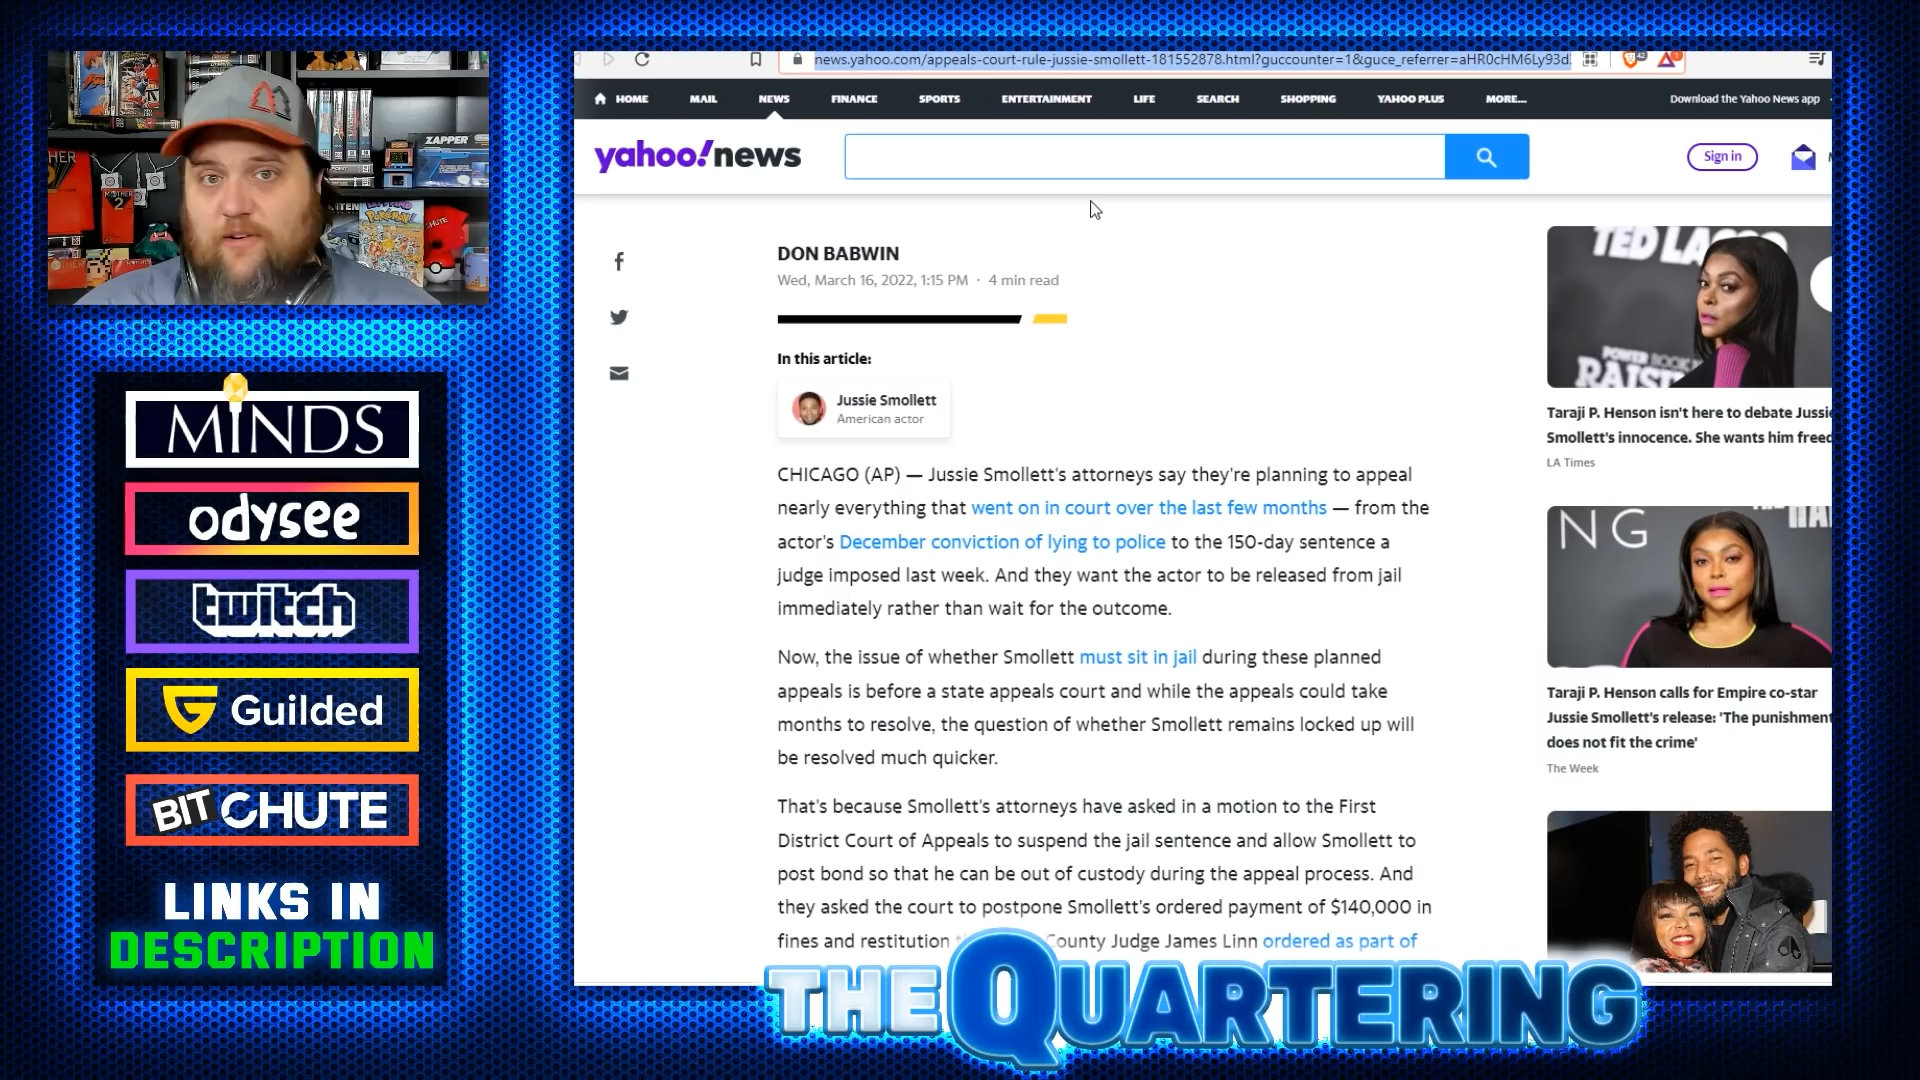 ZAPPER
MOTHER
2
Pokémon!
CHUTE
MINDS
odysee
twitch
Guilded
BITCHUTE
LINKS IN
DESCRIPTION
news.yahoo.com/appeals-court-rule-jussie-smollett-181552878.html?guccounter=1&guce_referrer=aHR0cHM6Ly93d
HOME MAIL NEWS FINANCE SPORTS ENTERTAINMENT LIFE SEARCH SHOPPING YAHOO PLUS MORE... Download the Yahoo News app
yahoo!news
Sign in
DON BABWIN
Wed, March 16, 2022, 1:15 PM · 4 min read
In this article:
Jussie Smollett
American actor
CHICAGO (AP) — Jussie Smollett's attorneys say they're planning to appeal
nearly everything that went on in court over the last few months — from the
actor's December conviction of lying to police to the 150-day sentence a
judge imposed last week. And they want the actor to be released from jail
immediately rather than wait for the outcome.
Now, the issue of whether Smollett must sit in jail during these planned
appeals is before a state appeals court and while the appeals could take
months to resolve, the question of whether Smollett remains locked up will
be resolved much quicker.
That's because Smollett's attorneys have asked in a motion to the First
District Court of Appeals to suspend the jail sentence and allow Smollett to
post bond so that he can be out of custody during the appeal process. And
they asked the court to postpone Smollett's ordered payment of $140,000 in
fines and restitution County Judge James Linn ordered as part of
TED LASSO
POWER BOOK
RAISI
Taraji P. Henson isn't here to debate Jussie
Smollett's innocence. She wants him freed
LA Times
NG
Taraji P. Henson calls for Empire co-star
Jussie Smollett's release: 'The punishment
does not fit the crime'
The Week
THE QUARTERING